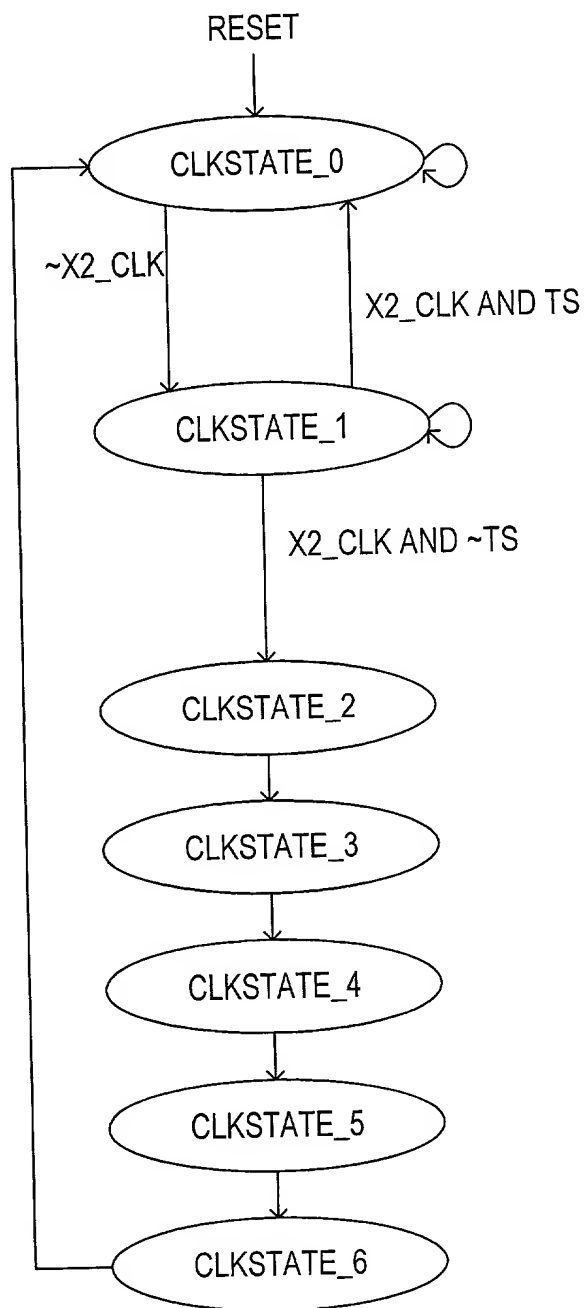 RESET
CLKSTATE_0
~X2_CLK
X2_CLK AND TS
CLKSTATE_1
X2_CLK AND ~TS
CLKSTATE_2
CLKSTATE_3
CLKSTATE_4
CLKSTATE_5
CLKSTATE_6